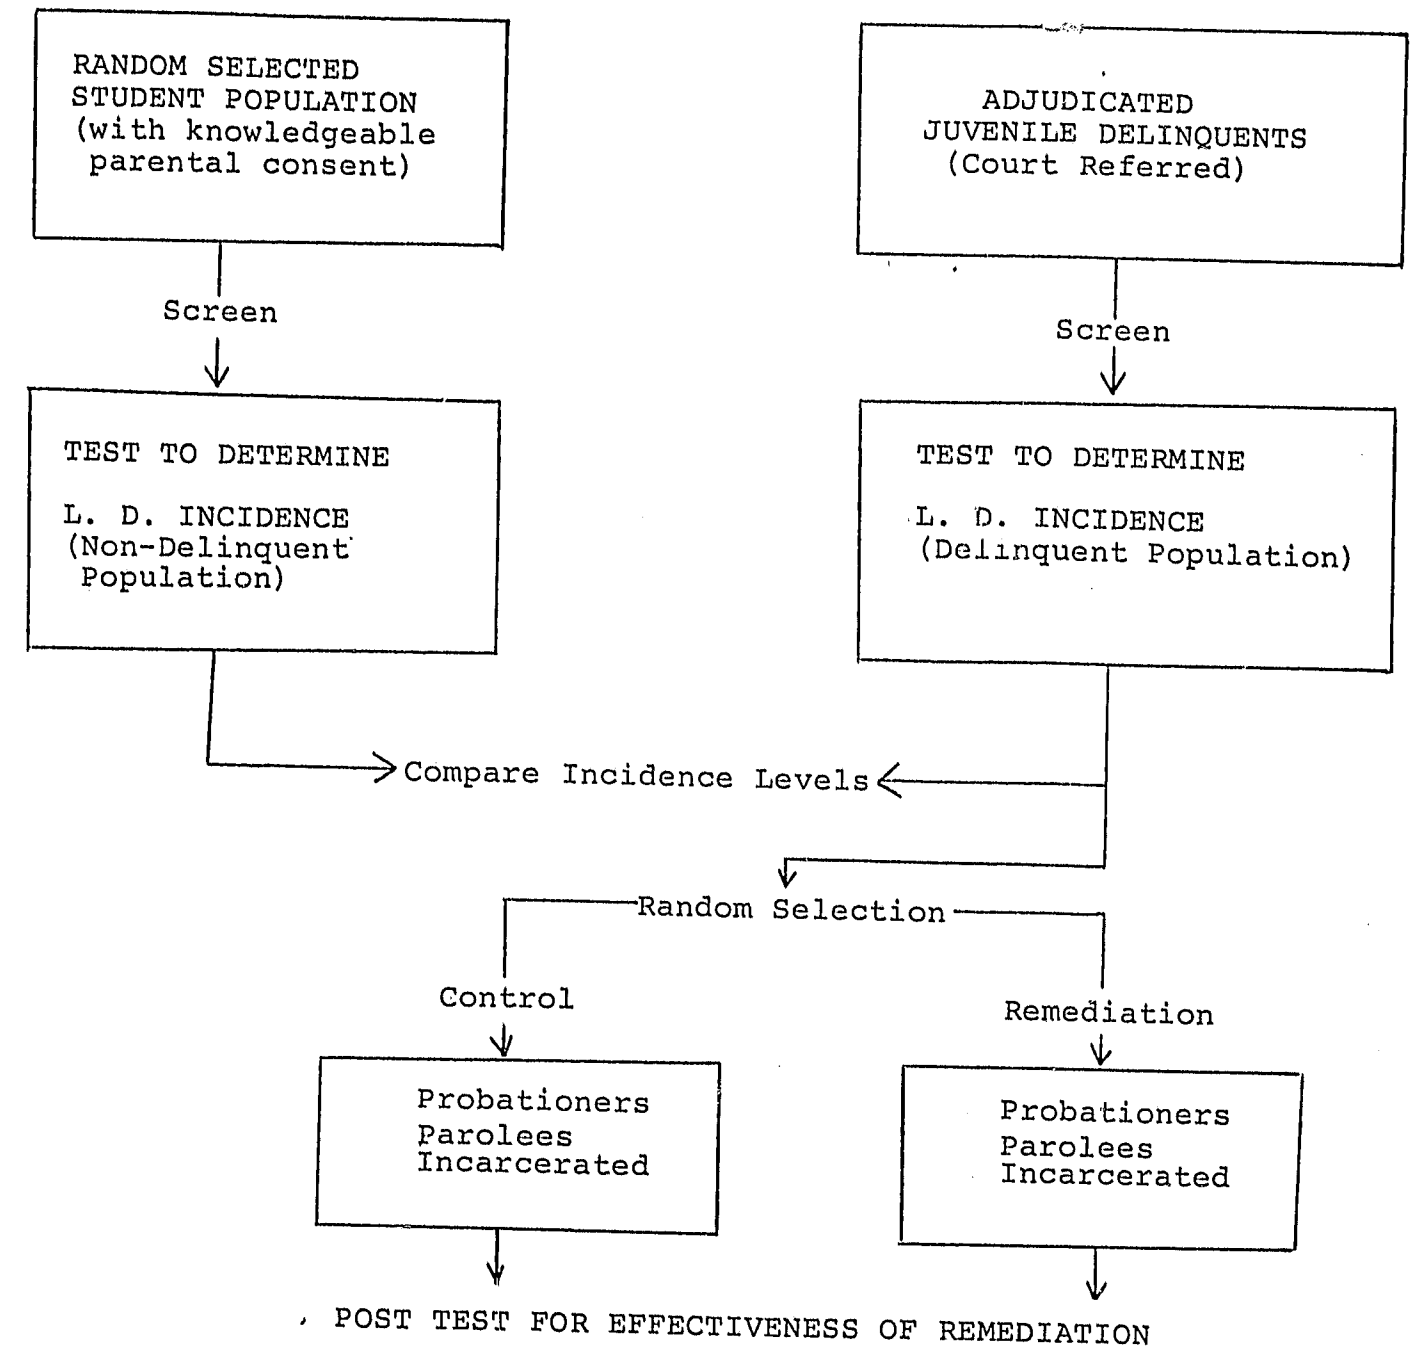 RANDOM SELECTED
STUDENT POPULATION
(with knowledgeable
parental consent)
ADJUDICATED
JUVENILE DELINQUENTS
(Court Referred)
Screen
Screen
TEST TO DETERMINE
L. D. INCIDENCE
(Non-Delinquent
Population)
TEST TO DETERMINE
L. D. INCIDENCE
(Delinquent Population)
Compare Incidence Levels
Random Selection
Control
Remediation
Probationers
Parolees
Incarcerated
Probationers
Parolees
Incarcerated
POST TEST FOR EFFECTIVENESS OF REMEDIATION